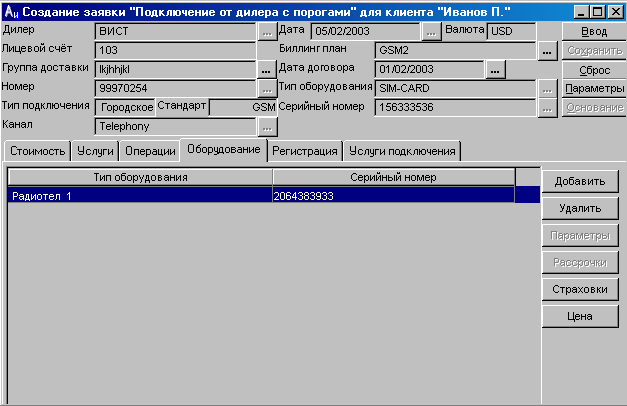 Создание заявки "Подключение от дилера с порогами" для клиента "Иванов П."
Дилер ВИСТ ... Дата 05/02/2003 ... Валюта USD Ввод
Лицевой счёт 103 Биллинг план GSM2 ... Сохранить
Группа доставки lkjhhjkl ... Дата договора 01/02/2003 ... Сброс
Номер 99970254 ... Тип оборудования SIM-CARD ... Параметры
Тип подключения Городское Стандарт GSM Серийный номер 156333536 ... Основание
Канал Telephony ...
Стоимость Услуги Операции Оборудование Регистрация Услуги подключения
Тип оборудования Серийный номер
Радиотел 1 2064383933
Добавить
Удалить
Параметры
Рассрочки
Страховки
Цена